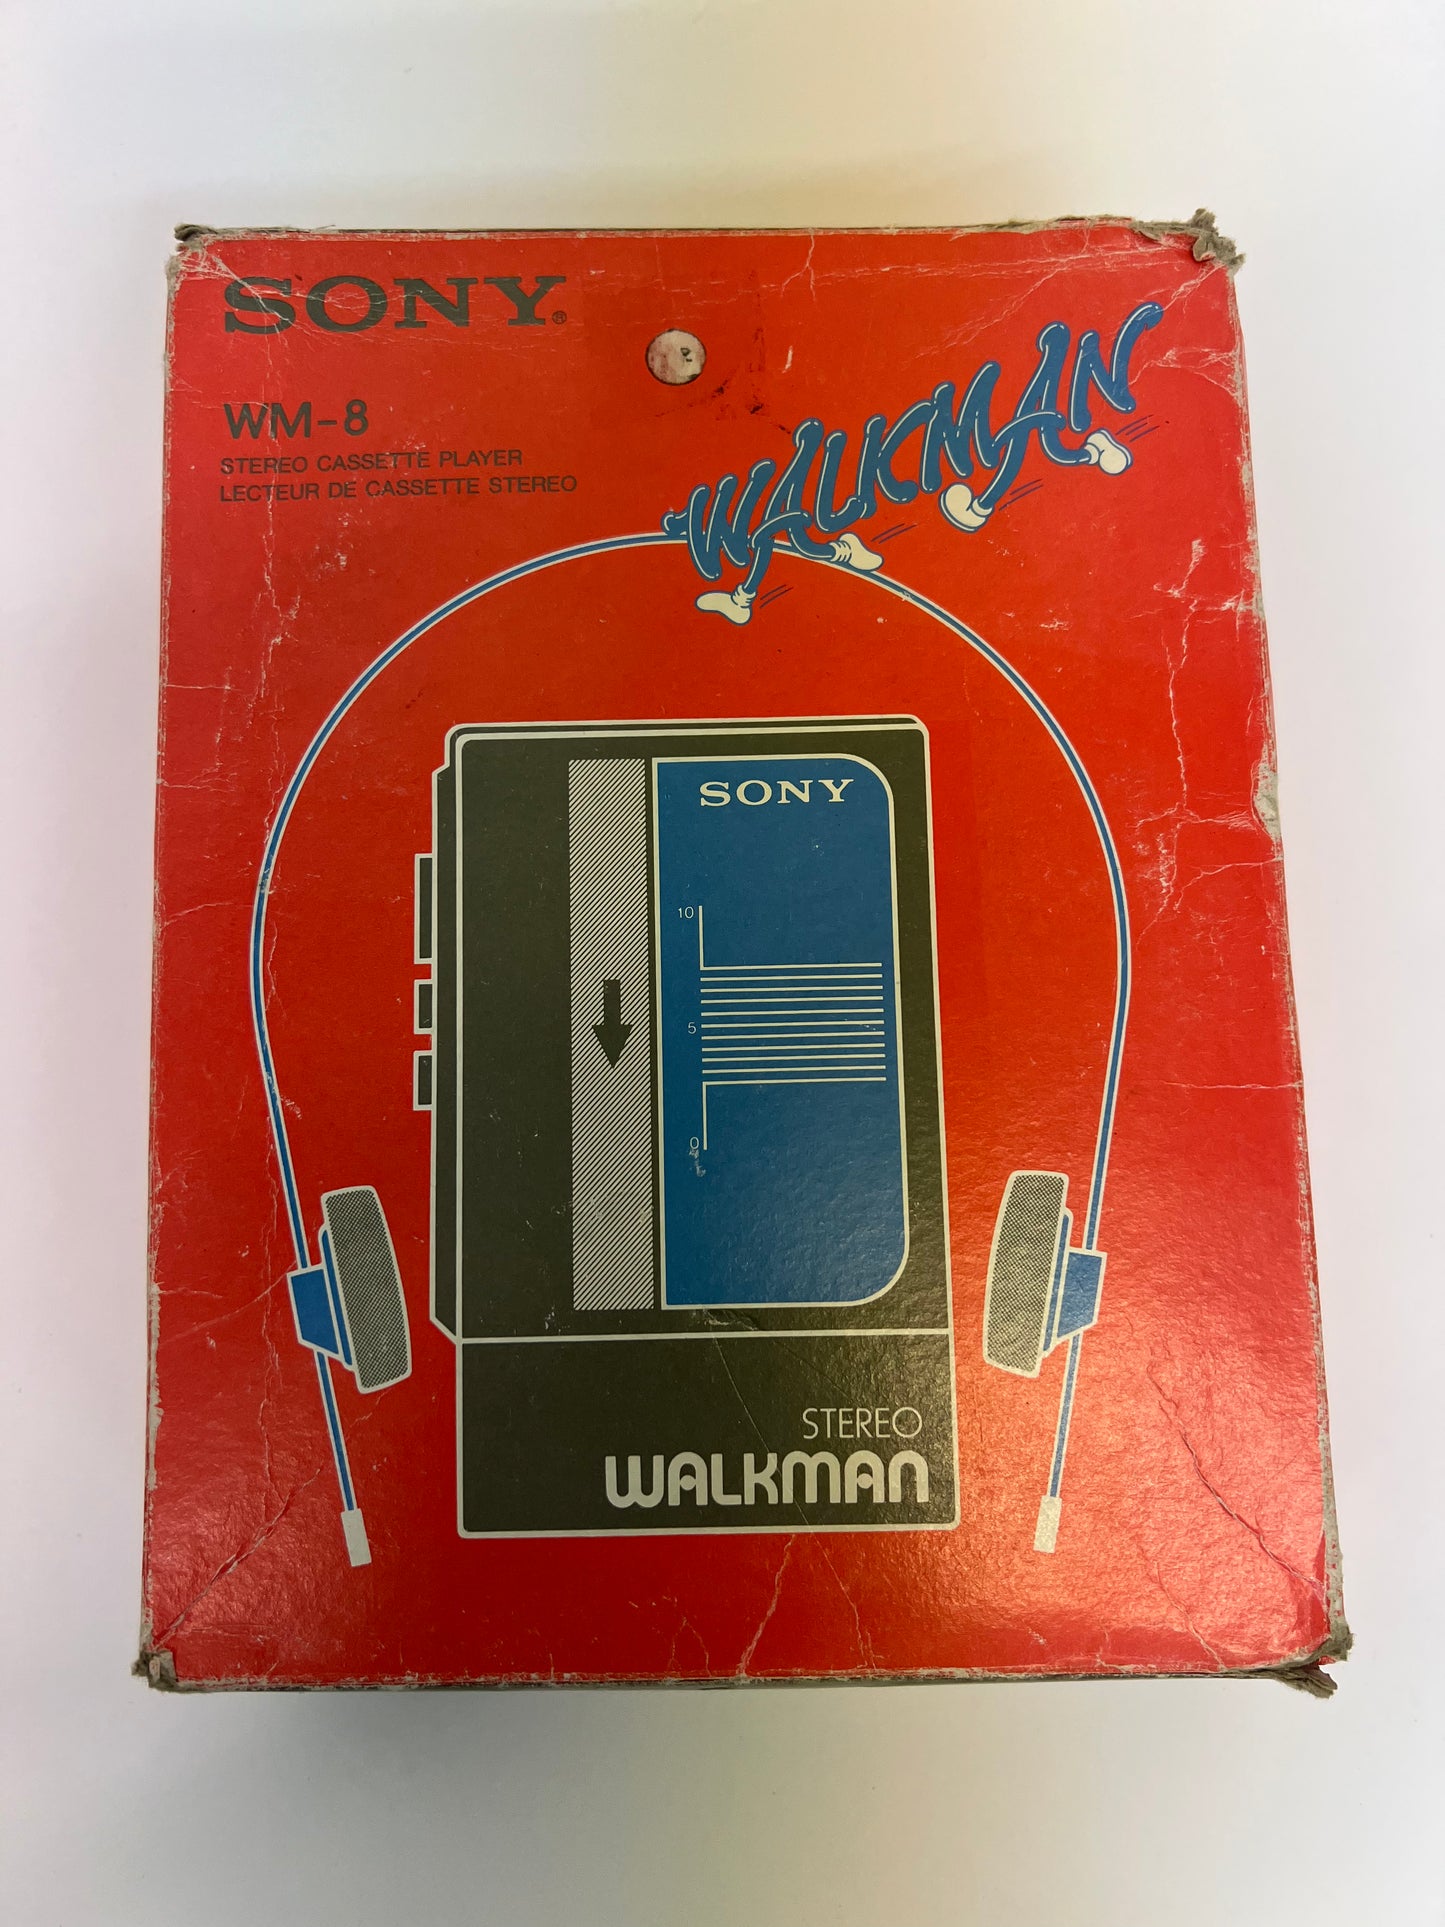 SONY®
WM-8
STEREO CASSETTE PLAYER
LECTEUR DE CASSETTE STEREO
WALKMAN
SONY
10
5
0
STEREO
WALKMAN